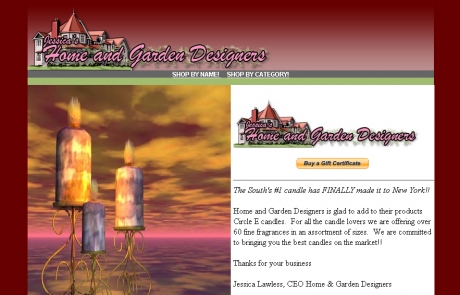 Jessica's
Home and Garden Designers
SHOP BY NAME! SHOP BY CATEGORY!
Jessica's
Home and Garden Designers
Buy a Gift Certificate
The South's #1 candle has FINALLY made it to New York!!
Home and Garden Designers is glad to add to their products
Circle E candles. For all the candle lovers we are offering over
60 fine fragrances in an assortment of sizes. We are committed
to bringing you the best candles on the market!!
Thanks for your business
Jessica Lawless, CEO Home & Garden Designers